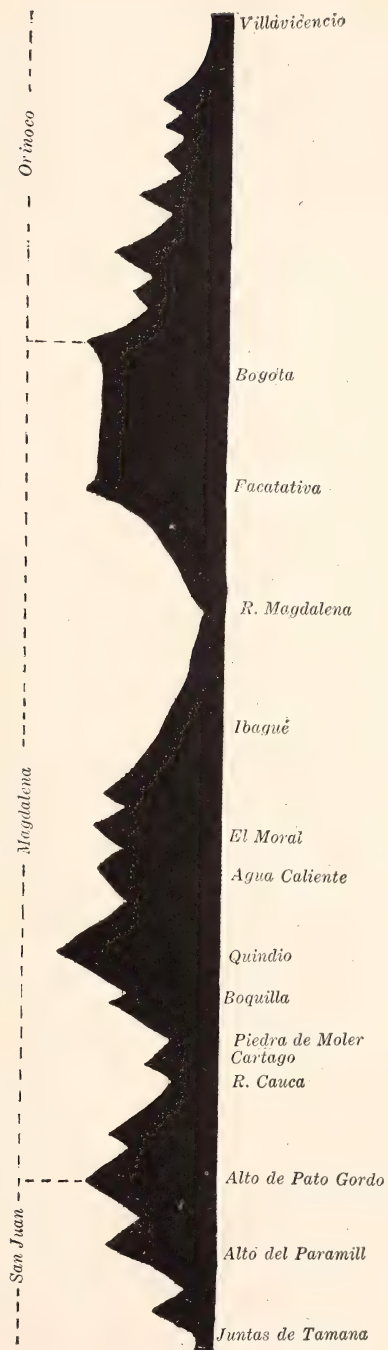 Villavicencio
Orinoco
Bogota
Facatativa
R. Magdalena
Ibagué
Magdalena
El Moral
Agua Caliente
Quindio
Boquilla
Piedra de Moler
Cartago
R. Cauca
Alto de Pato Gordo
San Juan
Alto del Paramill
Juntas de Tamana